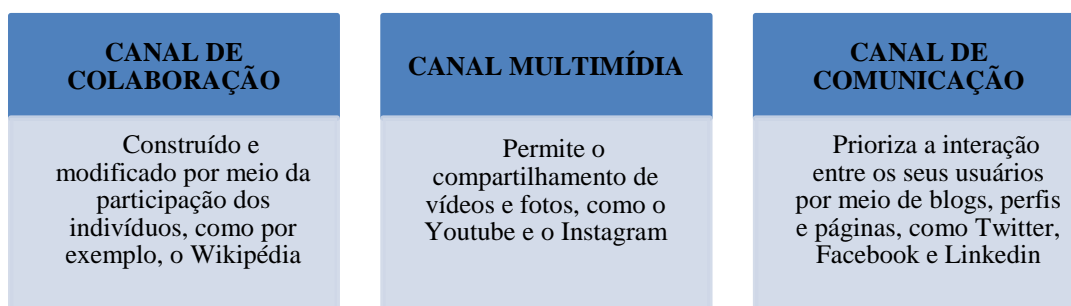 CANAL DE
COLABORAÇÃO
Construído e
modificado por meio da
participação dos
indivíduos, como por
exemplo, o Wikipédia
CANAL MULTIMÍDIA
Permite o
compartilhamento de
vídeos e fotos, como o
Youtube e o Instagram
CANAL DE
COMUNICAÇÃO
Prioriza a interação
entre os seus usuários
por meio de blogs, perfis
e páginas, como Twitter,
Facebook e Linkedin